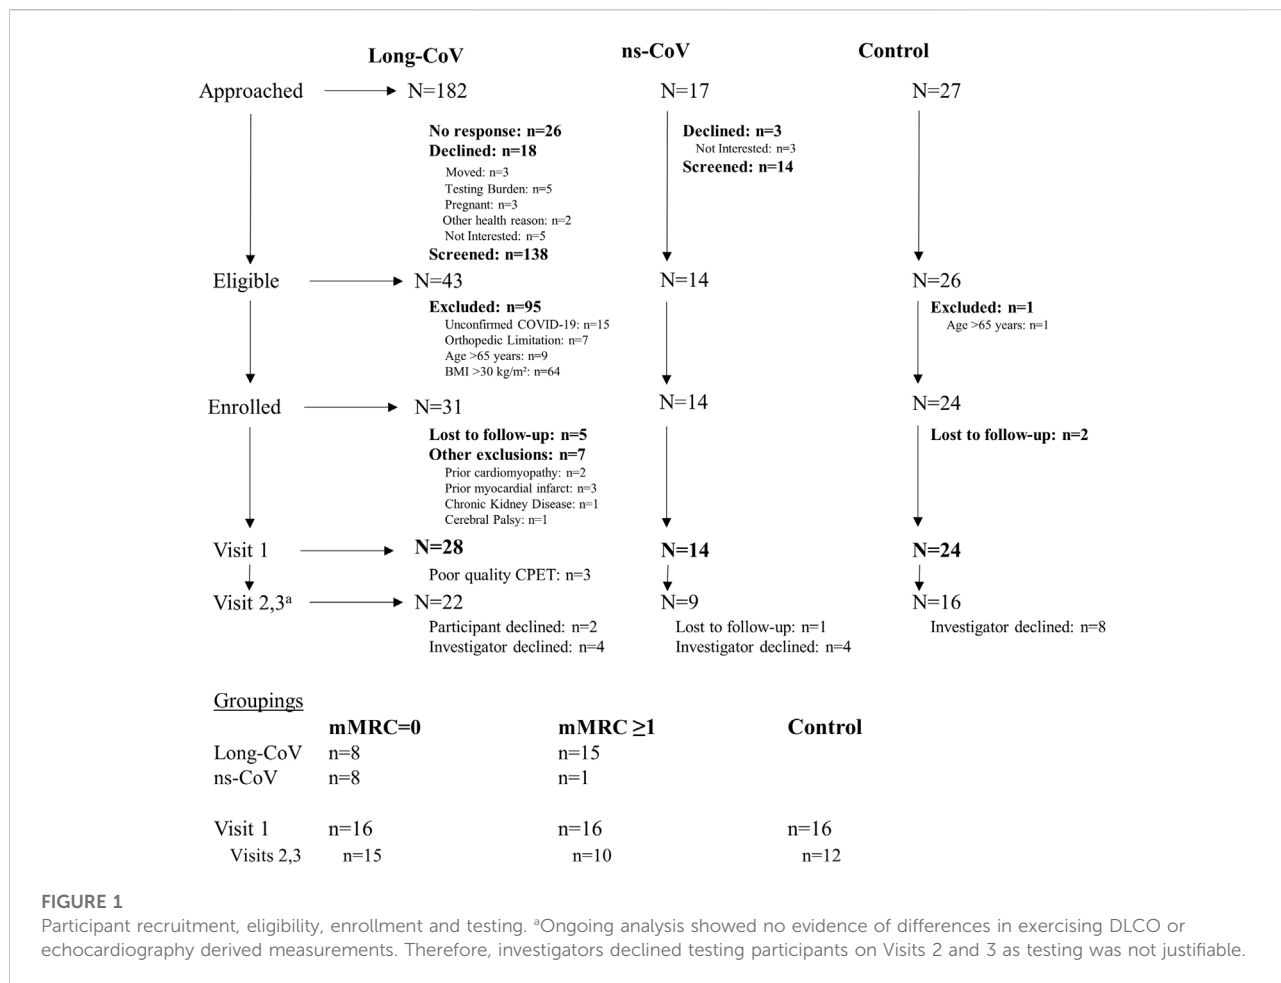 Long-CoV ns-CoV Control
Approached N=182 N=17 N=27
No response: n=26
Declined: n=18
Moved: n=3
Testing Burden: n=5
Pregnant: n=3
Other health reason: n=2
Not Interested: n=5
Screened: n=138
Declined: n=3
Not Interested: n=3
Screened: n=14
Eligible N=43 N=14 N=26
Excluded: n=95
Unconfirmed COVID-19: n=15
Orthopedic Limitation: n=7
Age >65 years: n=9
BMI >30 kg/m²: n=64
Excluded: n=1
Age >65 years: n=1
Enrolled N=31 N=14 N=24
Lost to follow-up: n=5
Other exclusions: n=7
Prior cardiomyopathy: n=2
Prior myocardial infarct: n=3
Chronic Kidney Disease: n=1
Cerebral Palsy: n=1
Lost to follow-up: n=2
Visit 1 N=28 N=14 N=24
Poor quality CPET: n=3
Visit 2,3ᵃ N=22 N=9 N=16
Participant declined: n=2
Investigator declined: n=4
Lost to follow-up: n=1
Investigator declined: n=4
Investigator declined: n=8
Groupings
mMRC=0 mMRC ≥1 Control
Long-CoV n=8 n=15
ns-CoV n=8 n=1
Visit 1 n=16 n=16 n=16
Visits 2,3 n=15 n=10 n=12
FIGURE 1
Participant recruitment, eligibility, enrollment and testing. ᵃOngoing analysis showed no evidence of differences in exercising DLCO or
echocardiography derived measurements. Therefore, investigators declined testing participants on Visits 2 and 3 as testing was not justifiable.